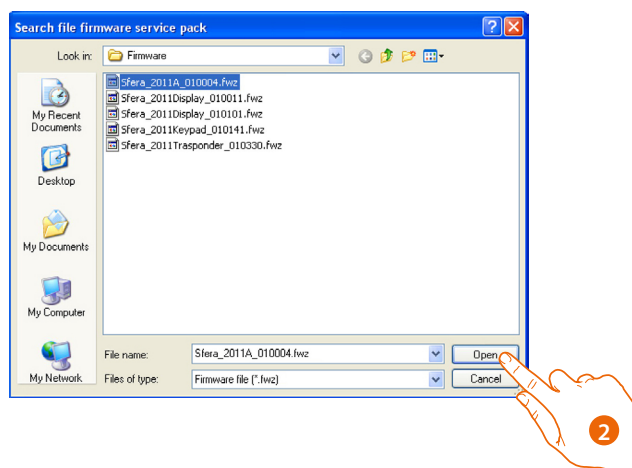 Search file firmware service pack
Look in:
Firmware
Sfera_2011A_010004.fwz
Sfera_2011Display_010011.fwz
Sfera_2011Display_010101.fwz
Sfera_2011Keypad_010141.fwz
Sfera_2011Trasponder_010330.fwz
My Recent
Documents
Desktop
My Documents
My Computer
My Network
File name:
Sfera_2011A_010004.fwz
Open
Files of type:
Firmware file (*.fwz)
Cancel
2